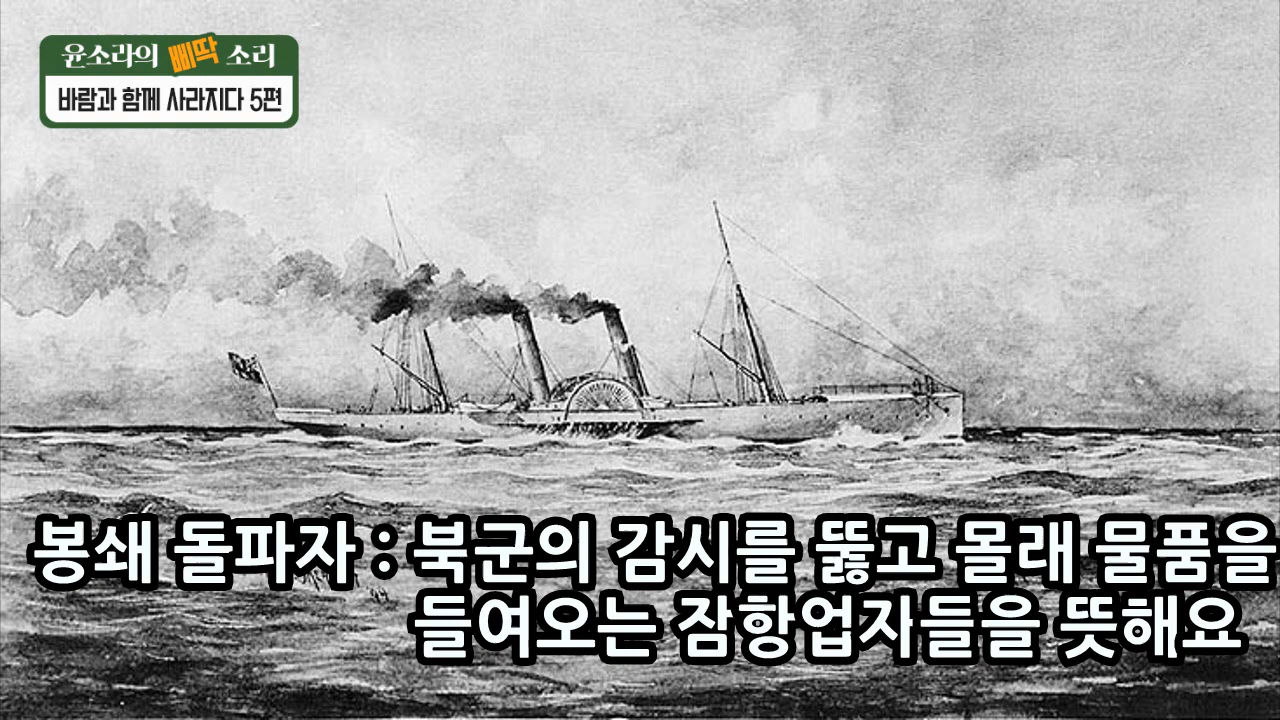 윤소라의 삐딱 소리
바람과 함께 사라지다 5편
봉쇄 돌파자 : 북군의 감시를 뚫고 몰래 물품을
들여오는 잠항업자들을 뜻해요